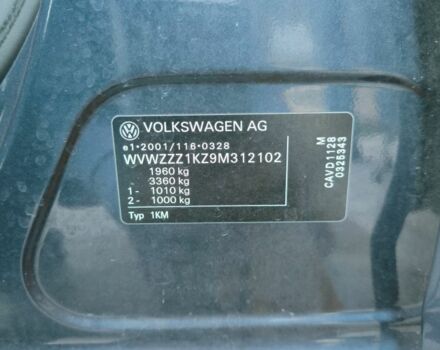 VOLKSWAGEN AG
e1*2001/116*0328
WVWZZZ1KZ9M312102
1960 kg
3360 kg
1- 1010 kg
2- 1000 kg
Typ 1KM
M
CAVD1128
0325343